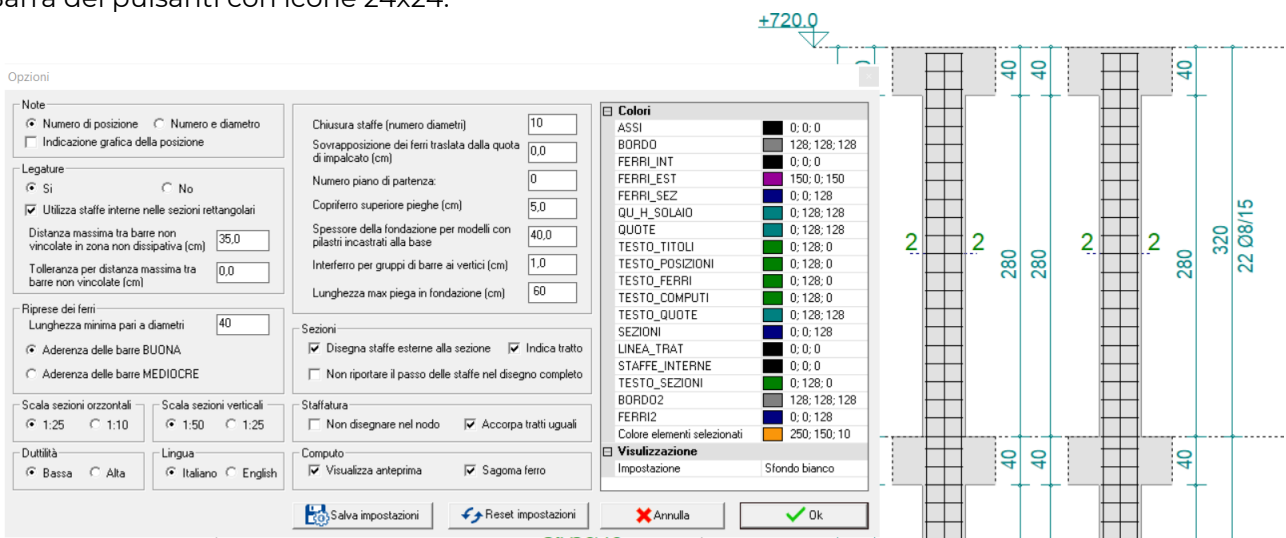 barra dei pulsanti con icone 24x24.
+720.0
Opzioni
Note
Numero di posizione Numero e diametro
Indicazione grafica della posizione
Legature
Si No
Utilizza staffe interne nelle sezioni rettangolari
Distanza massima tra barre non
vincolate in zona non dissipativa (cm) 35,0
Tolleranza per distanza massima tra
barre non vincolate (cm) 0,0
Riprese dei ferri
Lunghezza minima pari a diametri 40
Aderenza delle barre BUONA
Aderenza delle barre MEDIOCRE
Scala sezioni orzzontali
1:25 1:10
Scala sezioni verticali
1:50 1:25
Duttilità
Bassa Alta
Lingua
Italiano English
Chiusura staffe (numero diametri) 10
Sovrapposizione dei ferri traslata dalla quota
di impalcato (cm) 0,0
Numero piano di partenza: 0
Copriferro superiore pieghe (cm) 5,0
Spessore della fondazione per modelli con
pilastri incastrati alla base 40,0
Interferro per gruppi di barre ai vertici (cm) 1,0
Lunghezza max piega in fondazione (cm) 60
Sezioni
Disegna staffe esterne alla sezione Indica tratto
Non riportare il passo delle staffe nel disegno completo
Staffatura
Non disegnare nel nodo Accorpa tratti uguali
Computo
Visualizza anteprima Sagoma ferro
Colori
ASSI 0; 0; 0
BORDO 128; 128; 128
FERRI_INT 0; 0; 0
FERRI_EST 150; 0; 150
FERRI_SEZ 0; 0; 128
QU_H_SOLAIO 0; 128; 128
QUOTE 0; 128; 128
TESTO_TITOLI 0; 128; 0
TESTO_POSIZIONI 0; 128; 0
TESTO_FERRI 0; 128; 0
TESTO_COMPUTI 0; 128; 0
TESTO_QUOTE 0; 128; 128
SEZIONI 0; 0; 128
LINEA_TRAT 0; 0; 0
STAFFE_INTERNE 0; 0; 0
TESTO_SEZIONI 0; 128; 0
BORDO2 128; 128; 128
FERRI2 0; 0; 128
Colore elementi selezionati 250; 150; 10
Visulizzazione
Impostazione Sfondo bianco
Salva impostazioni Reset impostazioni Annulla Ok
40 40 40
2 2 2 2
280 280 280 320 22 Ø8/15
40 40 40